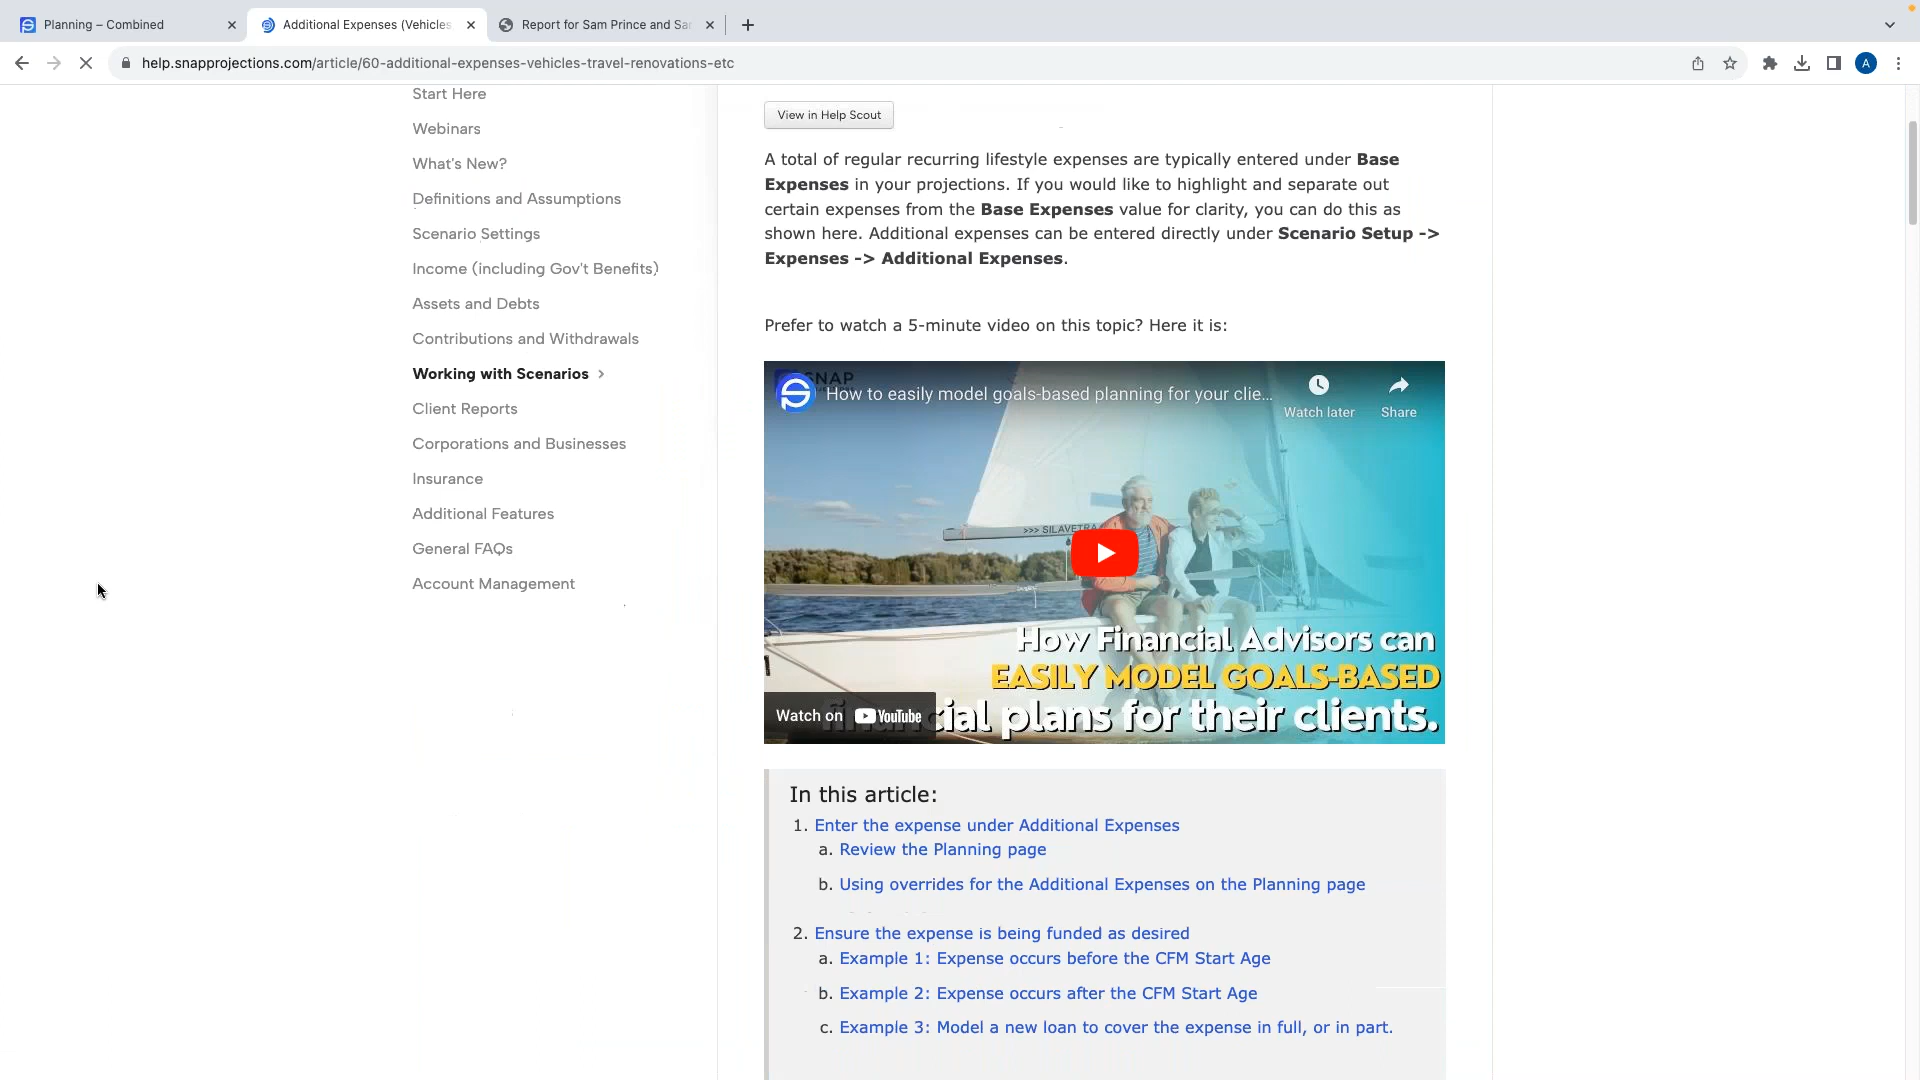 Planning – Combined
Additional Expenses (Vehicles
Report for Sam Prince and Sa
help.snapprojections.com/article/60-additional-expenses-vehicles-travel-renovations-etc
A
Start Here
Webinars
What's New?
Definitions and Assumptions
Scenario Settings
Income (including Gov't Benefits)
Assets and Debts
Contributions and Withdrawals
Working with Scenarios
Client Reports
Corporations and Businesses
Insurance
Additional Features
General FAQs
Account Management
View in Help Scout
A total of regular recurring lifestyle expenses are typically entered under Base
Expenses in your projections. If you would like to highlight and separate out
certain expenses from the Base Expenses value for clarity, you can do this as
shown here. Additional expenses can be entered directly under Scenario Setup ->
Expenses -> Additional Expenses.
Prefer to watch a 5-minute video on this topic? Here it is:
SNAP
How to easily model goals-based planning for your clie...
Watch later
Share
>>> SILAVETRA
How Financial Advisors can
EASILY MODEL GOALS-BASED
financial plans for their clients.
Watch on YouTube
In this article:
1. Enter the expense under Additional Expenses
a. Review the Planning page
b. Using overrides for the Additional Expenses on the Planning page
2. Ensure the expense is being funded as desired
a. Example 1: Expense occurs before the CFM Start Age
b. Example 2: Expense occurs after the CFM Start Age
c. Example 3: Model a new loan to cover the expense in full, or in part.